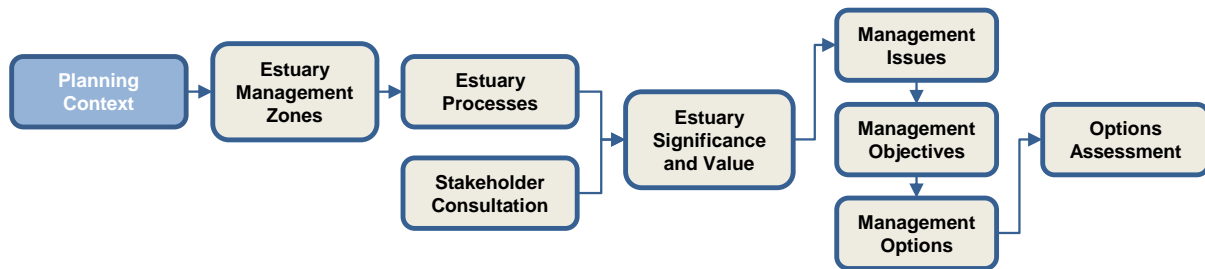 Planning
Context
Estuary
Management
Zones
Estuary
Processes
Stakeholder
Consultation
Estuary
Significance
and Value
Management
Issues
Management
Objectives
Management
Options
Options
Assessment